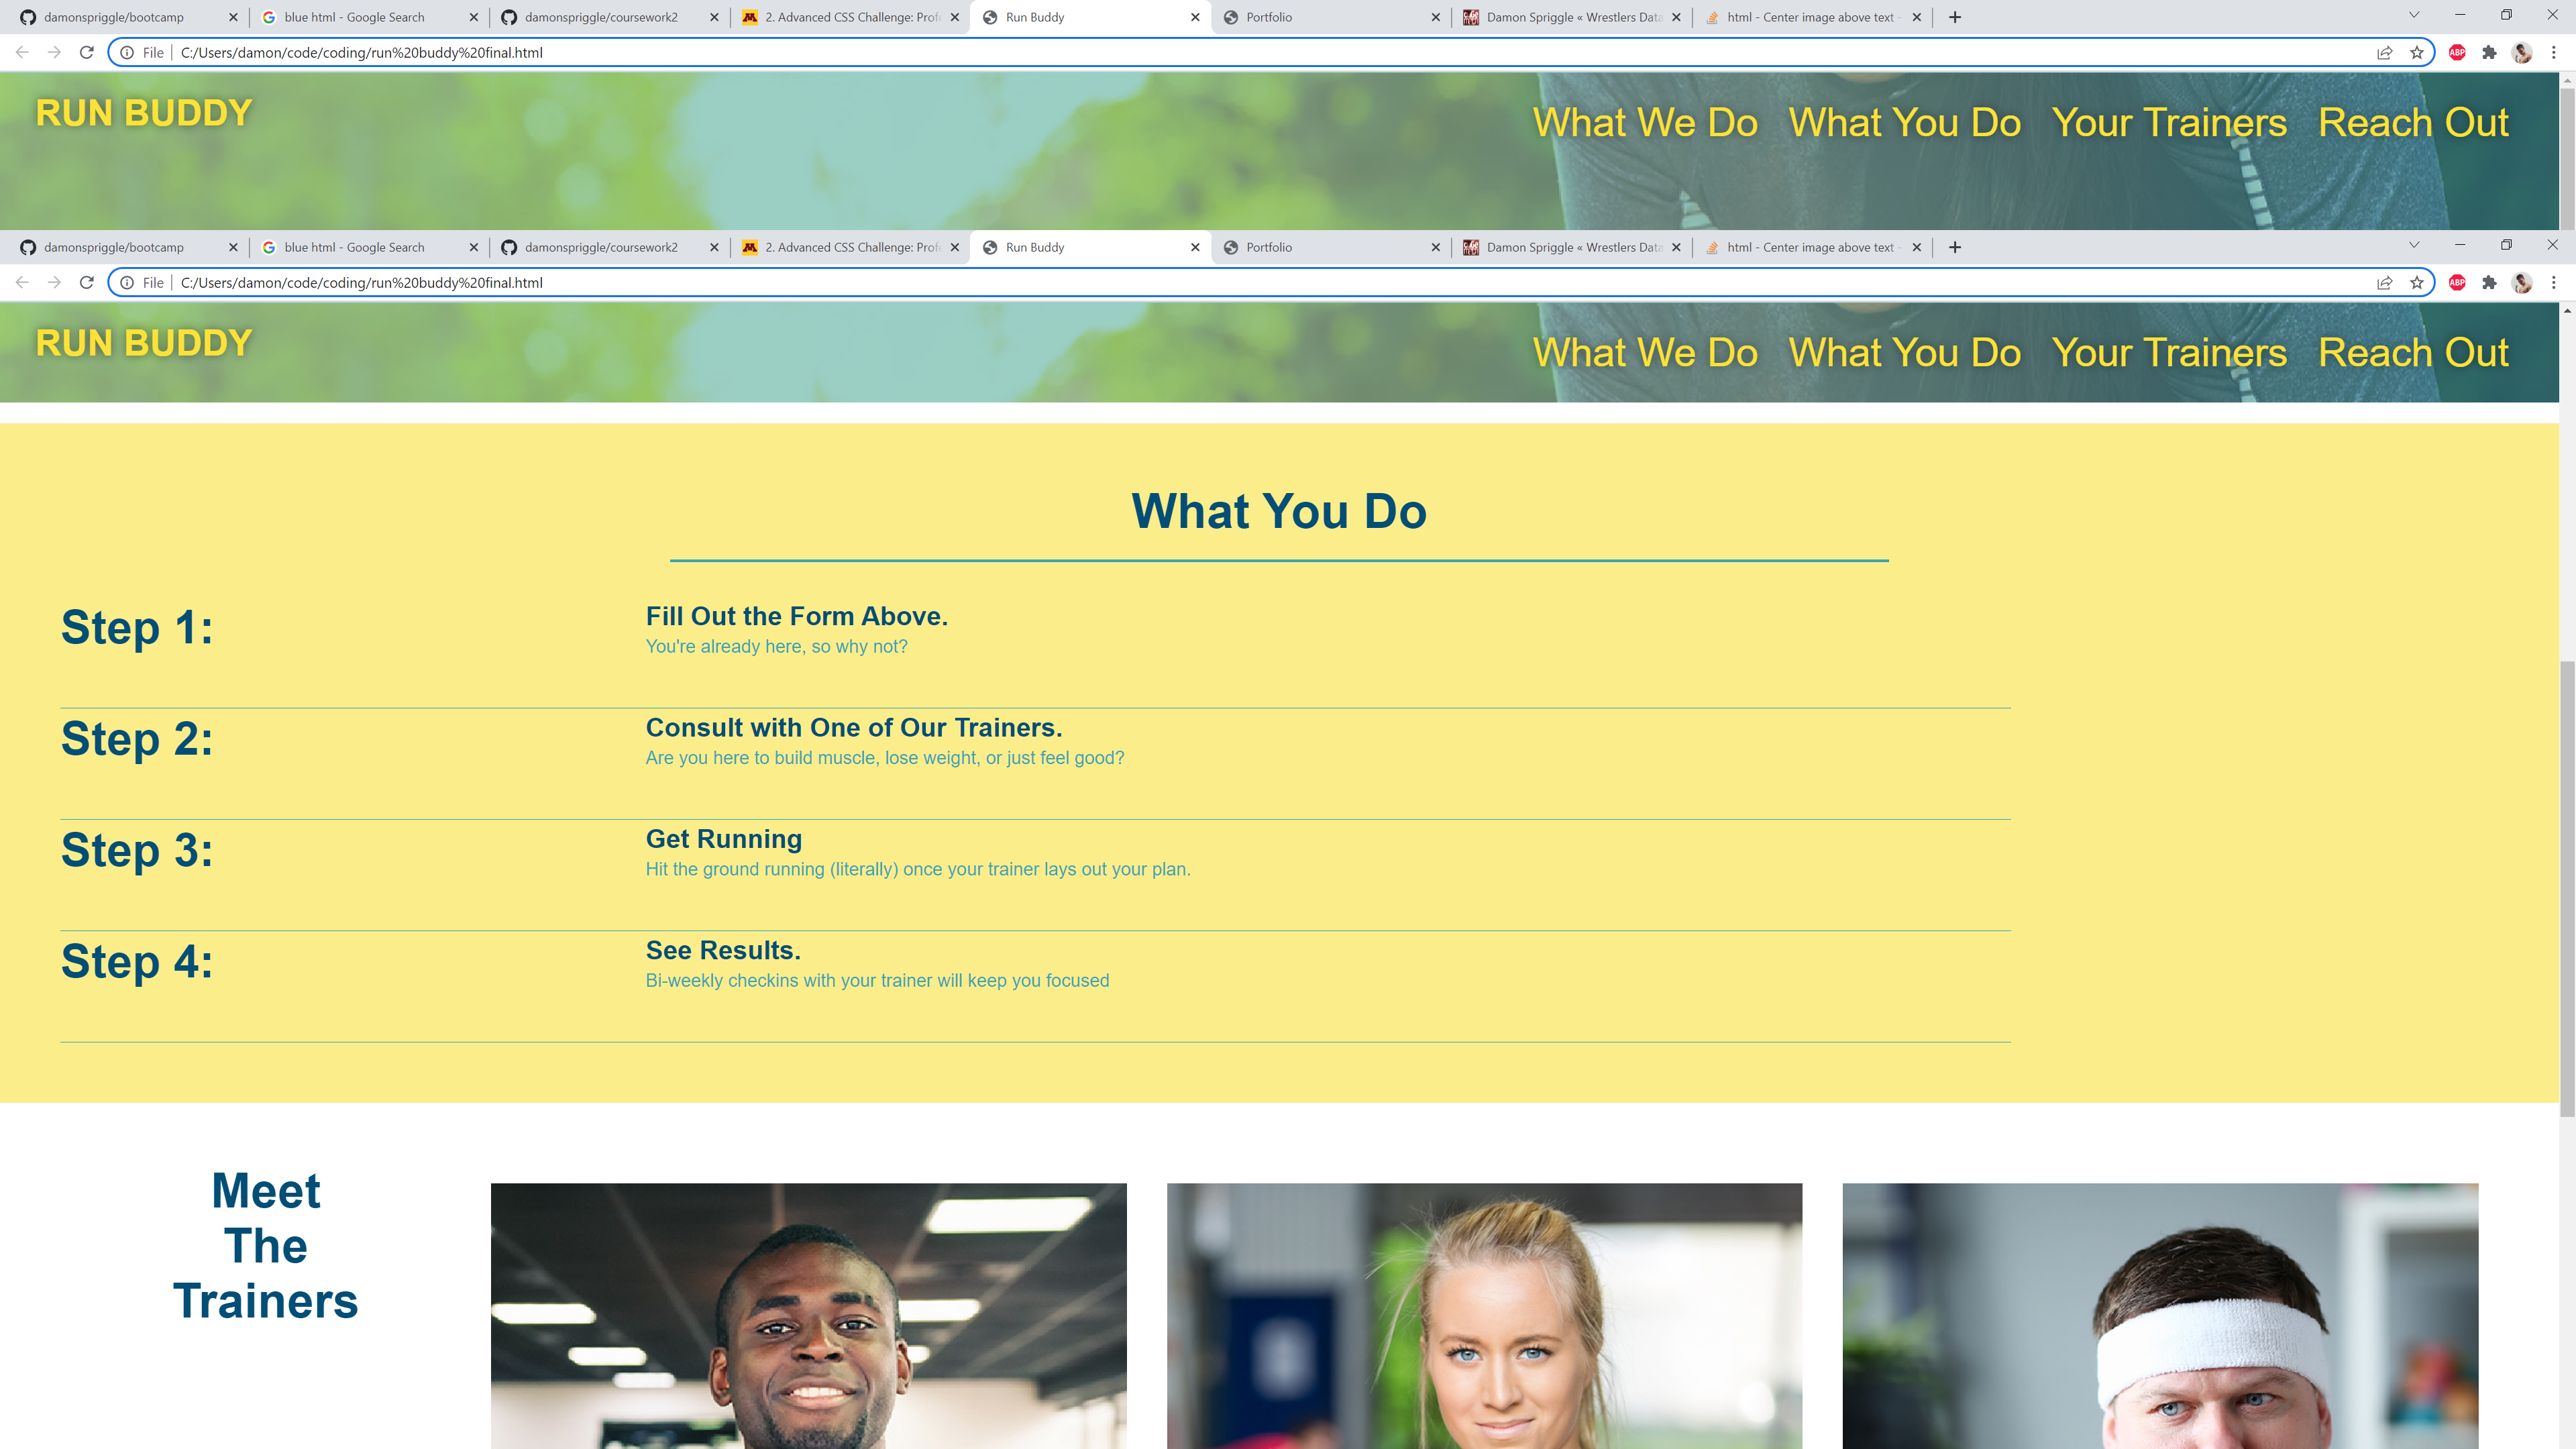 damonspriggle/bootcamp
blue html - Google Search
damonspriggle/coursework2
2. Advanced CSS Challenge: Prof
Run Buddy
Portfolio
Damon Spriggle « Wrestlers Data
html - Center image above text -
File C:/Users/damon/code/coding/run%20buddy%20final.html
ABP
RUN BUDDY
What We Do What You Do Your Trainers Reach Out
damonspriggle/bootcamp
blue html - Google Search
damonspriggle/coursework2
2. Advanced CSS Challenge: Prof
Run Buddy
Portfolio
Damon Spriggle « Wrestlers Data
html - Center image above text -
File C:/Users/damon/code/coding/run%20buddy%20final.html
ABP
RUN BUDDY
What We Do What You Do Your Trainers Reach Out
What You Do
Step 1:
Fill Out the Form Above.
You're already here, so why not?
Step 2:
Consult with One of Our Trainers.
Are you here to build muscle, lose weight, or just feel good?
Step 3:
Get Running
Hit the ground running (literally) once your trainer lays out your plan.
Step 4:
See Results.
Bi-weekly checkins with your trainer will keep you focused
Meet
The
Trainers